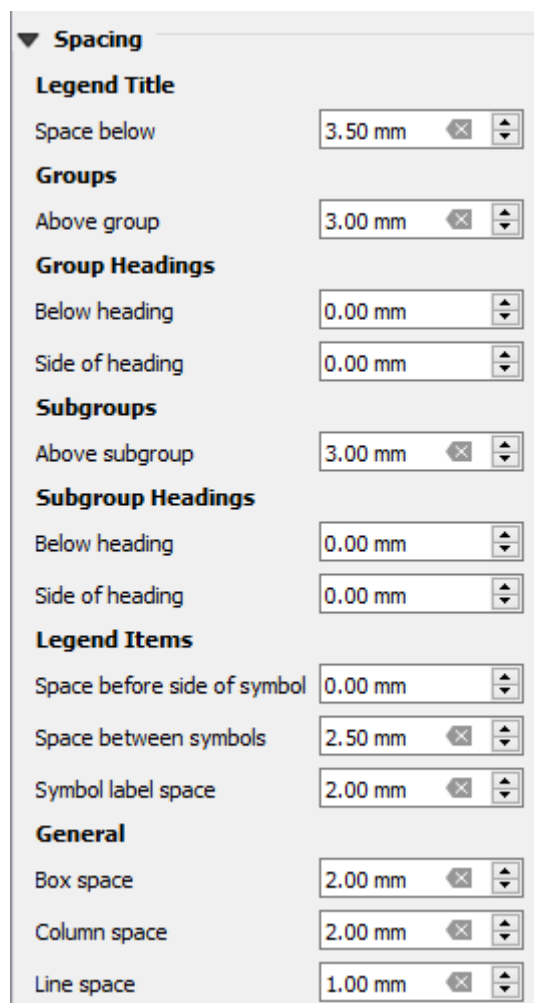 Spacing
Legend Title
Space below 3.50 mm
Groups
Above group 3.00 mm
Group Headings
Below heading 0.00 mm
Side of heading 0.00 mm
Subgroups
Above subgroup 3.00 mm
Subgroup Headings
Below heading 0.00 mm
Side of heading 0.00 mm
Legend Items
Space before side of symbol 0.00 mm
Space between symbols 2.50 mm
Symbol label space 2.00 mm
General
Box space 2.00 mm
Column space 2.00 mm
Line space 1.00 mm